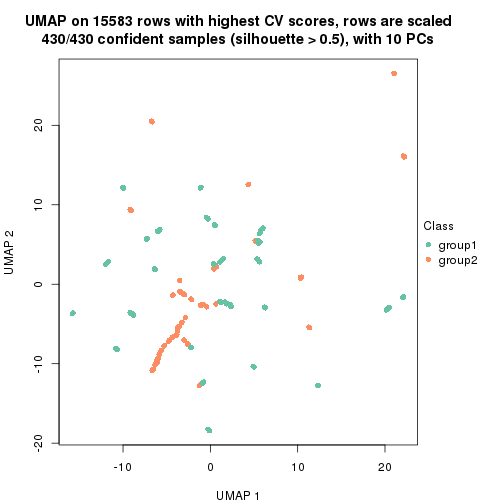 UMAP on 15583 rows with highest CV scores, rows are scaled
430/430 confident samples (silhouette > 0.5), with 10 PCs
20
10
0
-10
-20
UMAP 2
-10
0
10
20
UMAP 1
Class
group1
group2